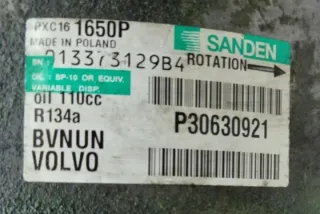 PXC16 1650P
MADE IN POLAND
SANDEN
SN: 013373129B4
ROTATION
OIL: SP-10 OR EQUIV.
VARIABLE DISP.
oil 110cc
R134a
P30630921
BVNUN
VOLVO